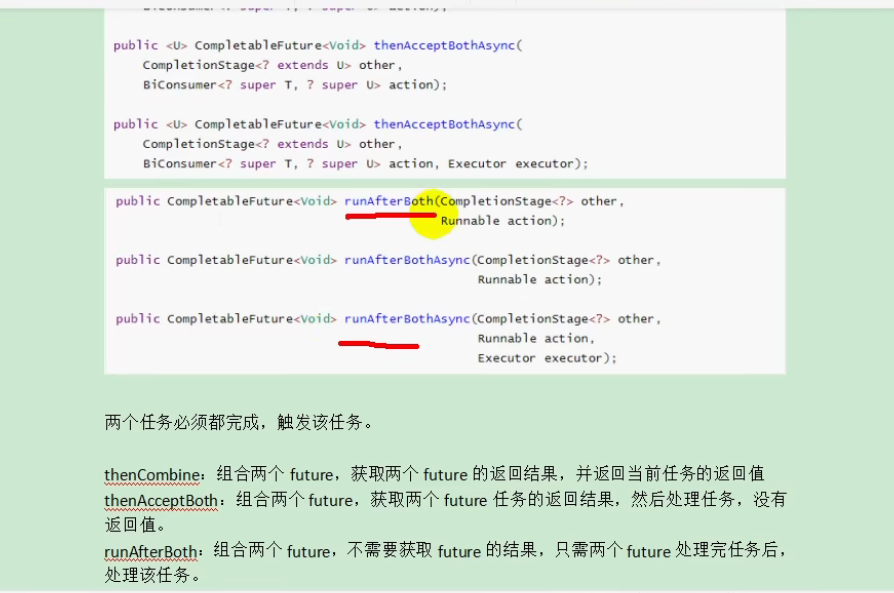 public <U> CompletableFuture<Void> thenAcceptBothAsync(
CompletionStage<? extends U> other,
BiConsumer<? super T, ? super U> action);
public <U> CompletableFuture<Void> thenAcceptBothAsync(
CompletionStage<? extends U> other,
BiConsumer<? super T, ? super U> action, Executor executor);
public CompletableFuture<Void> runAfterBoth(CompletionStage<?> other,
Runnable action);
public CompletableFuture<Void> runAfterBothAsync(CompletionStage<?> other,
Runnable action);
public CompletableFuture<Void> runAfterBothAsync(CompletionStage<?> other,
Runnable action,
Executor executor);
两个任务必须都完成，触发该任务。
thenCombine：组合两个 future，获取两个 future 的返回结果，并返回当前任务的返回值
thenAcceptBoth：组合两个 future，获取两个 future 任务的返回结果，然后处理任务，没有
返回值。
runAfterBoth：组合两个 future，不需要获取 future 的结果，只需两个 future 处理完任务后，
处理该任务。